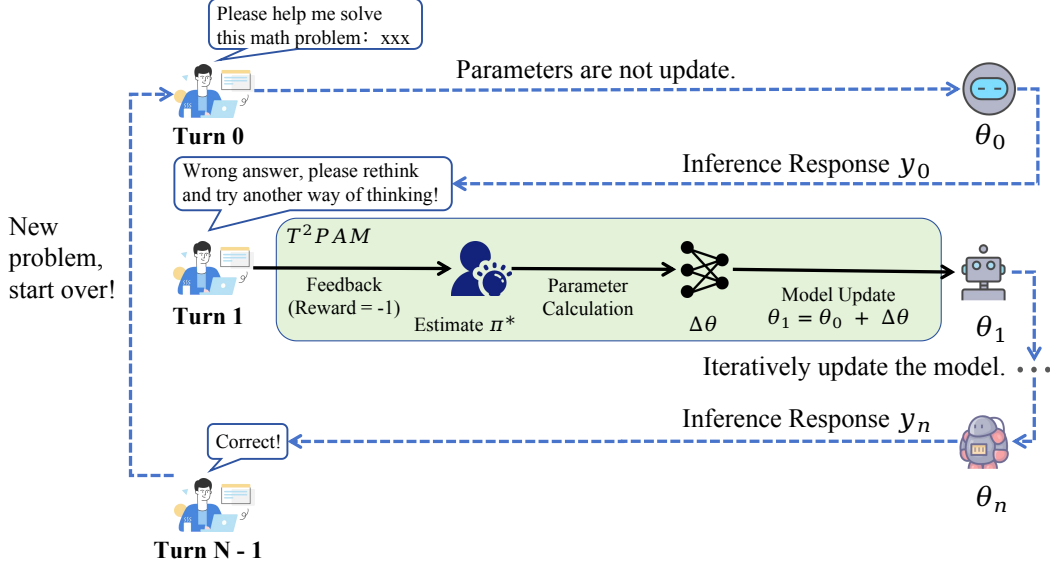 Please help me solve
this math problem: xxx
Parameters are not update.
Turn 0
θ₀
Inference Response y₀
Wrong answer, please rethink
and try another way of thinking!
New
problem,
start over!
T²PAM
Turn 1
Feedback
(Reward = -1)
Estimate π*
Parameter
Calculation
Δθ
Model Update
θ₁ = θ₀ + Δθ
θ₁
Iteratively update the model. ···
Inference Response yₙ
Correct!
θₙ
Turn N - 1